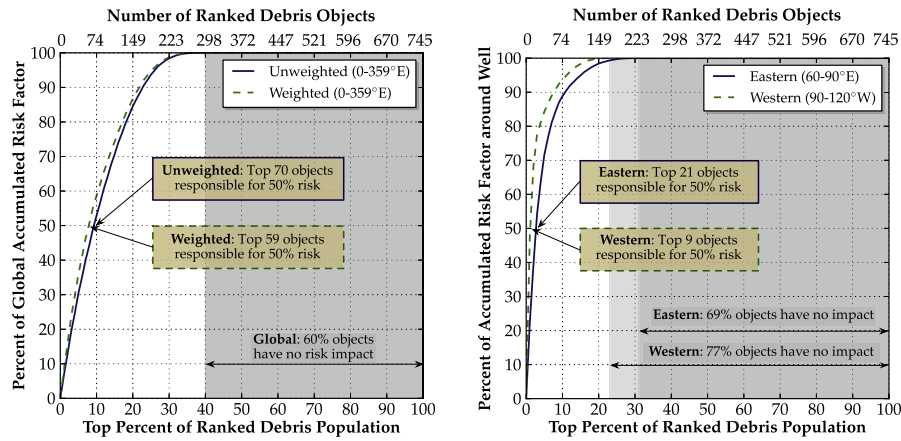 Number of Ranked Debris Objects
0 74 149 223 298 372 447 521 596 670 745
Percent of Global Accumulated Risk Factor
100
90
80
70
60
50
40
30
20
10
0
Unweighted (0-359°E)
Weighted (0-359°E)
Unweighted: Top 70 objects
responsible for 50% risk
Weighted: Top 59 objects
responsible for 50% risk
Global: 60% objects
have no risk impact
0 10 20 30 40 50 60 70 80 90 100
Top Percent of Ranked Debris Population
Number of Ranked Debris Objects
0 74 149 223 298 372 447 521 596 670 745
Percent of Accumulated Risk Factor around Well
100
90
80
70
60
50
40
30
20
10
0
Eastern (60-90°E)
Western (90-120°W)
Eastern: Top 21 objects
responsible for 50% risk
Western: Top 9 objects
responsible for 50% risk
Eastern: 69% objects have no impact
Western: 77% objects have no impact
0 10 20 30 40 50 60 70 80 90 100
Top Percent of Ranked Debris Population